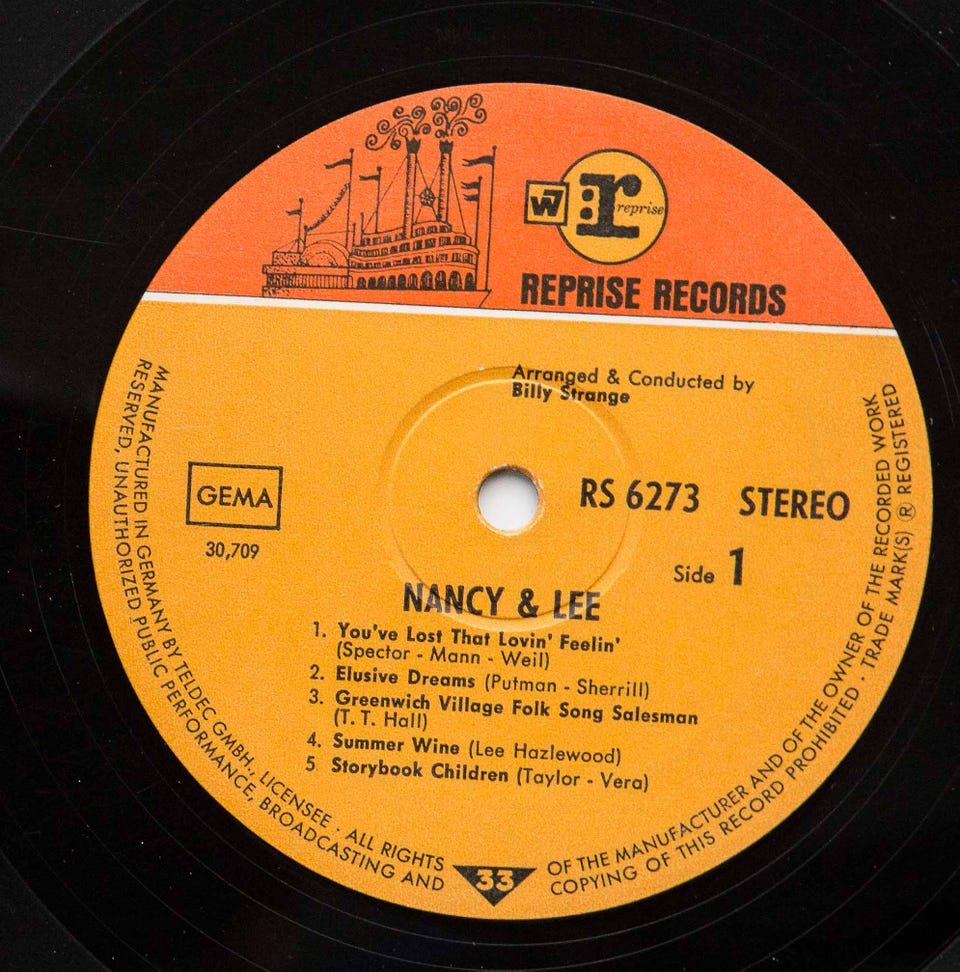 W7
r: reprise
REPRISE RECORDS
Arranged & Conducted by
Billy Strange
GEMA
30,709
RS 6273 STEREO
Side 1
NANCY & LEE
1. You've Lost That Lovin' Feelin'
(Spector - Mann - Weil)
2. Elusive Dreams (Putman - Sherrill)
3. Greenwich Village Folk Song Salesman
(T. T. Hall)
4. Summer Wine (Lee Hazlewood)
5 Storybook Children (Taylor - Vera)
MANUFACTURED IN GERMANY BY TELDEC GMBH., LICENSEE · ALL RIGHTS
RESERVED, UNAUTHORIZED PUBLIC PERFORMANCE, BROADCASTING AND
33
OF THE MANUFACTURER AND OF THE OWNER OF THE RECORDED WORK
COPYING OF THIS RECORD PROHIBITED · TRADE MARK(S) ® REGISTERED